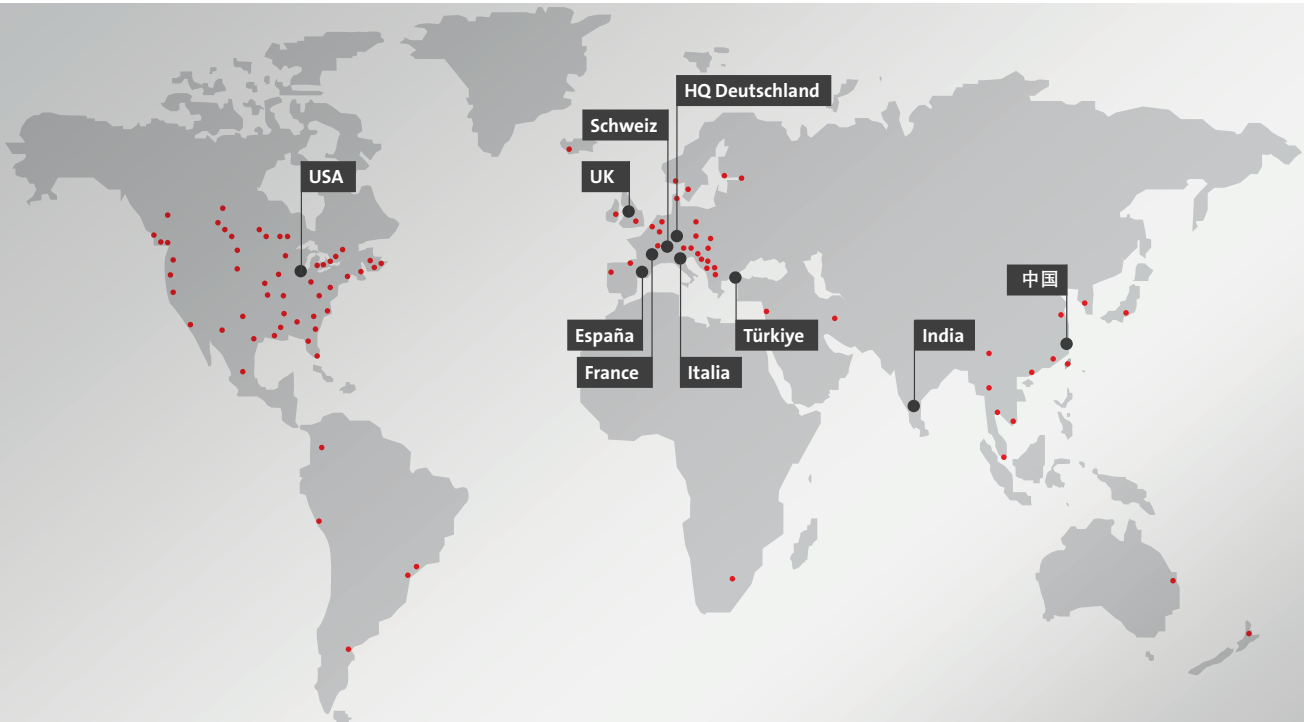 HQ Deutschland
Schweiz
USA
UK
中国
España
Türkiye
India
France
Italia